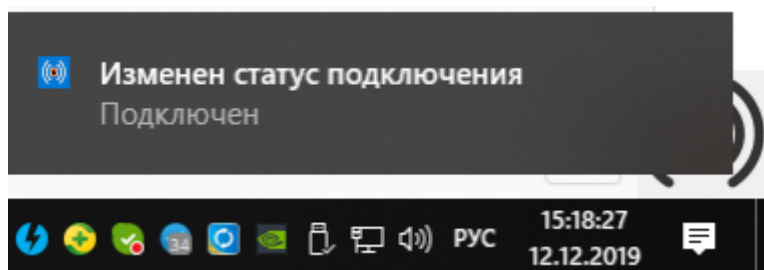 Изменен статус подключения
Подключен
34
РУС
15:18:27
12.12.2019